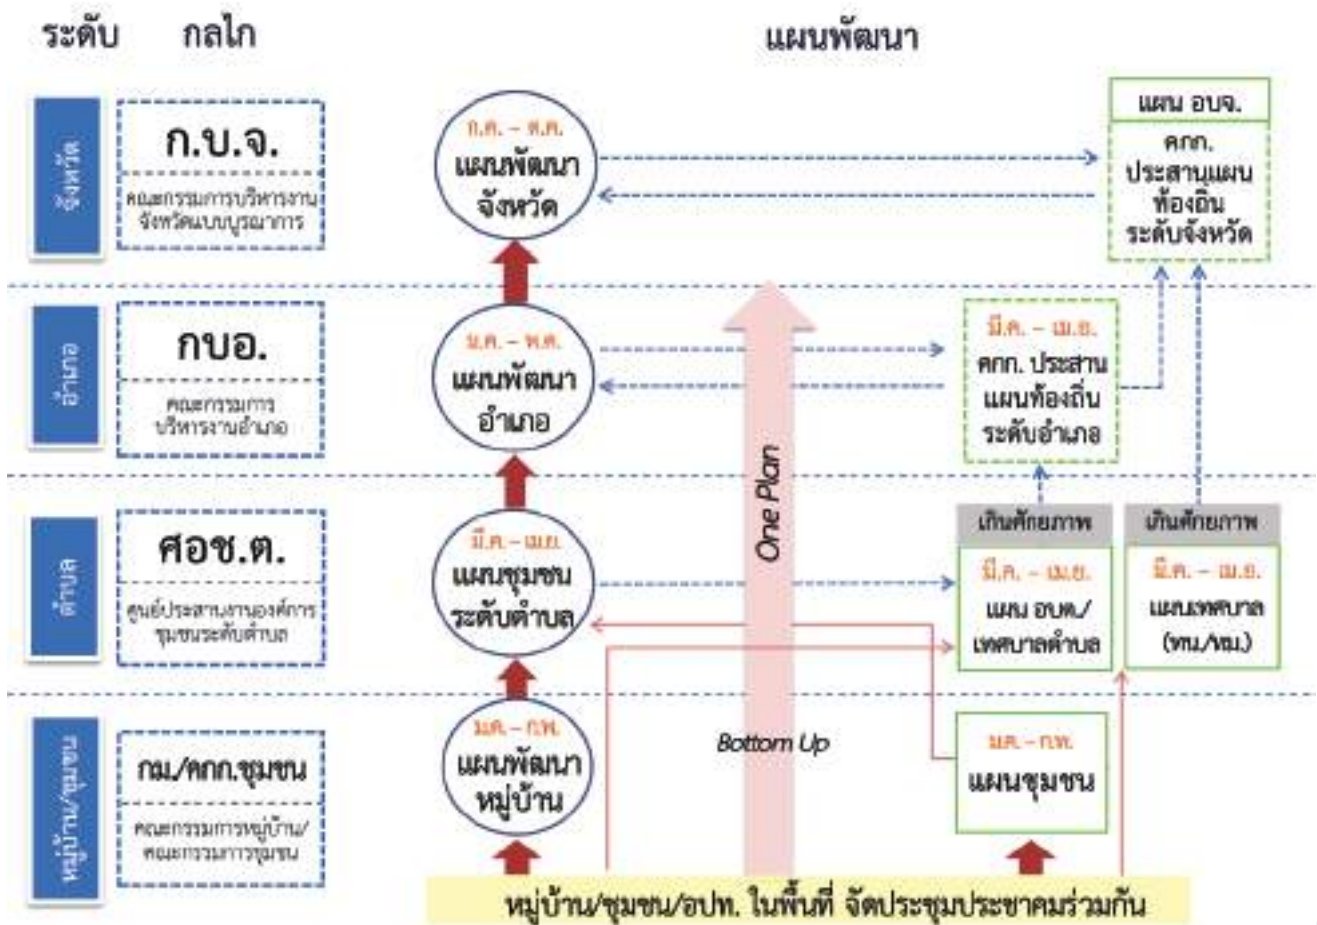 ระดับ กลไก แผนพัฒนา
จังหวัด
ก.บ.จ.
คณะกรรมการบริหารงาน
จังหวัดแบบบูรณาการ
ก.ค. - ต.ค.
แผนพัฒนา
จังหวัด
แผน อบจ.
คกก.
ประสานแผน
ท้องถิ่น
ระดับจังหวัด
อำเภอ
กบอ.
คณะกรรมการ
บริหารงานอำเภอ
แผนพัฒนา
อำเภอ
มี.ค. - เม.ย.
คกก. ประสาน
แผนท้องถิ่น
ระดับอำเภอ
One Plan
ตำบล
ศอช.ต.
ศูนย์ประสานงานองค์การ
ชุมชนระดับตำบล
มี.ค. - เมย.
แผนชุมชน
ระดับตำบล
เกินศักยภาพ
มี.ค. - เม.ย.
แผน อบต./
เทศบาลตำบล
เกินศักยภาพ
มี.ค. - เม.ย.
แผนเทศบาล
(ทน./ทม.)
หมู่บ้าน/ชุมชน
กม./คกก.ชุมชน
คณะกรรมการหมู่บ้าน/
คณะกรรมการชุมชน
ม.ค. - ก.พ.
แผนพัฒนา
หมู่บ้าน
Bottom Up
ม.ค. - ก.พ.
แผนชุมชน
หมู่บ้าน/ชุมชน/อปท. ในพื้นที่ จัดประชุมประชาคมร่วมกัน